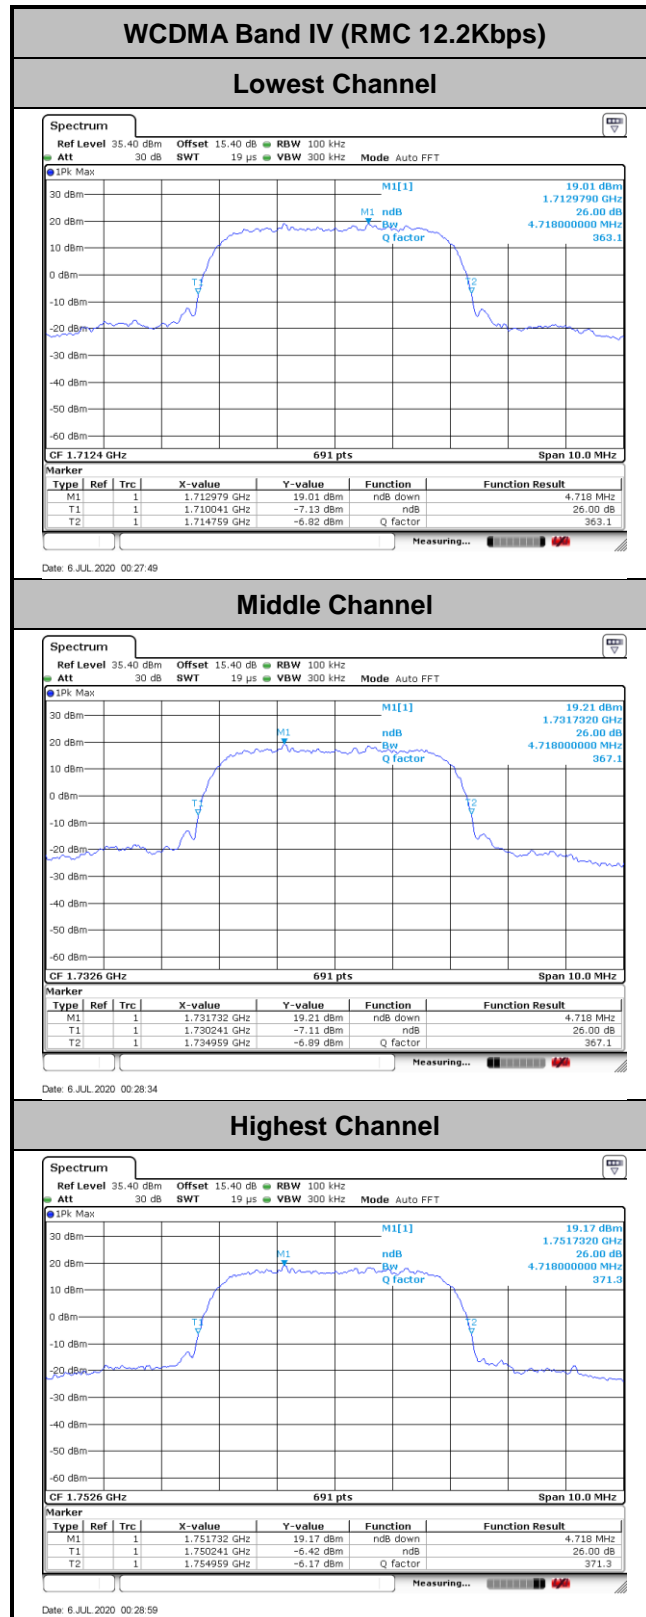 WCDMA Band IV (RMC 12.2Kbps)
Lowest Channel
Spectrum
Ref Level 35.40 dBm Offset 15.40 dB RBW 100 kHz
Att 30 dB SWT 19 µs VBW 300 kHz Mode Auto FFT
1Pk Max
M1[1] 19.01 dBm
1.7129790 GHz
30 dBm
ndB 26.00 dB
M1
20 dBm
Bw 4.718000000 MHz
Q factor 363.1
10 dBm
0 dBm
T1
T2
-10 dBm
-20 dBm
-30 dBm
-40 dBm
-50 dBm
-60 dBm
CF 1.7124 GHz 691 pts Span 10.0 MHz
Marker
Type Ref Trc X-value Y-value Function Function Result
M1 1 1.712979 GHz 19.01 dBm ndB down 4.718 MHz
T1 1 1.710041 GHz -7.13 dBm ndB 26.00 dB
T2 1 1.714759 GHz -6.82 dBm Q factor 363.1
Measuring...
Date: 6.JUL.2020 00:27:49
Middle Channel
Spectrum
Ref Level 35.40 dBm Offset 15.40 dB RBW 100 kHz
Att 30 dB SWT 19 µs VBW 300 kHz Mode Auto FFT
1Pk Max
M1[1] 19.21 dBm
1.7317320 GHz
30 dBm
ndB 26.00 dB
M1
20 dBm
Bw 4.718000000 MHz
Q factor 367.1
10 dBm
0 dBm
T1
T2
-10 dBm
-20 dBm
-30 dBm
-40 dBm
-50 dBm
-60 dBm
CF 1.7326 GHz 691 pts Span 10.0 MHz
Marker
Type Ref Trc X-value Y-value Function Function Result
M1 1 1.731732 GHz 19.21 dBm ndB down 4.718 MHz
T1 1 1.730241 GHz -7.11 dBm ndB 26.00 dB
T2 1 1.734959 GHz -6.89 dBm Q factor 367.1
Measuring...
Date: 6.JUL.2020 00:28:34
Highest Channel
Spectrum
Ref Level 35.40 dBm Offset 15.40 dB RBW 100 kHz
Att 30 dB SWT 19 µs VBW 300 kHz Mode Auto FFT
1Pk Max
M1[1] 19.17 dBm
1.7517320 GHz
30 dBm
ndB 26.00 dB
M1
20 dBm
Bw 4.718000000 MHz
Q factor 371.3
10 dBm
0 dBm
T1
T2
-10 dBm
-20 dBm
-30 dBm
-40 dBm
-50 dBm
-60 dBm
CF 1.7526 GHz 691 pts Span 10.0 MHz
Marker
Type Ref Trc X-value Y-value Function Function Result
M1 1 1.751732 GHz 19.17 dBm ndB down 4.718 MHz
T1 1 1.750241 GHz -6.42 dBm ndB 26.00 dB
T2 1 1.754959 GHz -6.17 dBm Q factor 371.3
Measuring...
Date: 6.JUL.2020 00:28:59